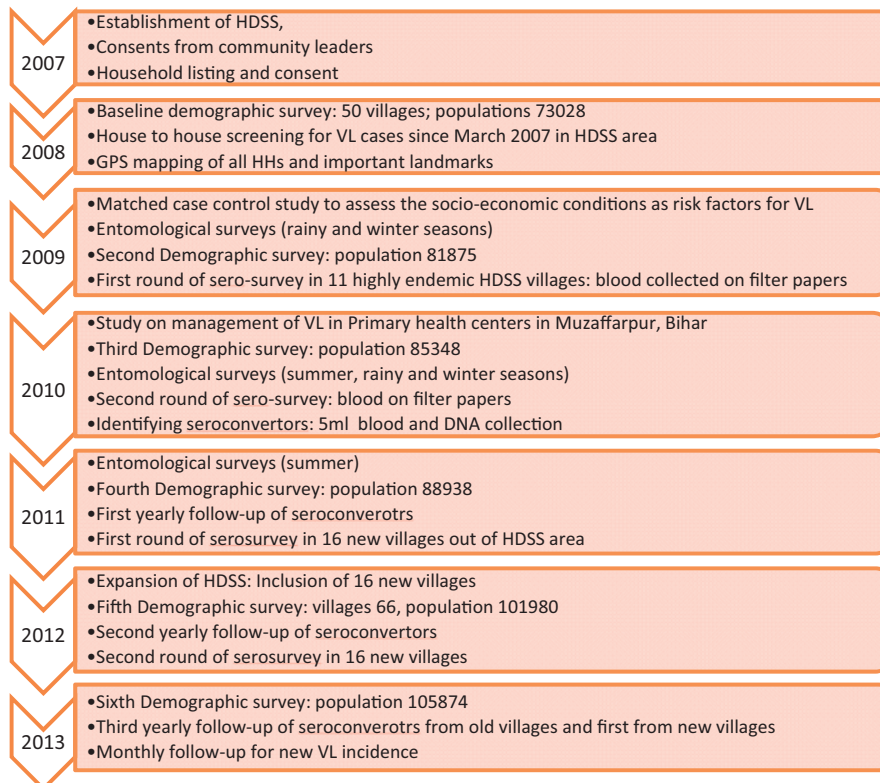 2007
•Establishment of HDSS,
•Consents from community leaders
•Household listing and consent
2008
•Baseline demographic survey: 50 villages; populations 73028
•House to house screening for VL cases since March 2007 in HDSS area
•GPS mapping of all HHs and important landmarks
2009
•Matched case control study to assess the socio-economic conditions as risk factors for VL
•Entomological surveys (rainy and winter seasons)
•Second Demographic survey: population 81875
•First round of sero-survey in 11 highly endemic HDSS villages: blood collected on filter papers
2010
•Study on management of VL in Primary health centers in Muzaffarpur, Bihar
•Third Demographic survey: population 85348
•Entomological surveys (summer, rainy and winter seasons)
•Second round of sero-survey: blood on filter papers
•Identifying seroconvertors: 5ml blood and DNA collection
2011
•Entomological surveys (summer)
•Fourth Demographic survey: population 88938
•First yearly follow-up of seroconverotrs
•First round of serosurvey in 16 new villages out of HDSS area
2012
•Expansion of HDSS: Inclusion of 16 new villages
•Fifth Demographic survey: villages 66, population 101980
•Second yearly follow-up of seroconvertors
•Second round of serosurvey in 16 new villages
2013
•Sixth Demographic survey: population 105874
•Third yearly follow-up of seroconverotrs from old villages and first from new villages
•Monthly follow-up for new VL incidence